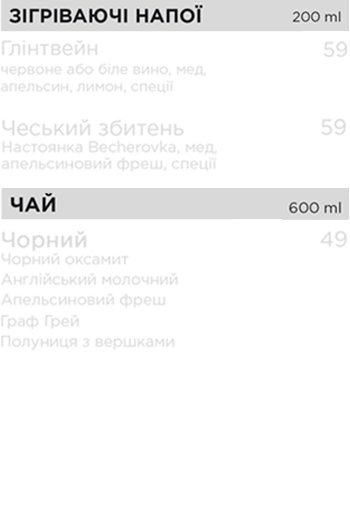 ЗІГРІВАЮЧІ НАПОЇ 200 ml
Глінтвейн 59
червоне або біле вино, мед,
апельсин, лимон, спеції
Чеський збитень 59
Настоянка Becherovka, мед,
апельсиновий фреш, спеції
ЧАЙ 600 ml
Чорний 49
Чорний оксамит
Англійський молочний
Апельсиновий фреш
Граф Грей
Полуниця з вершками